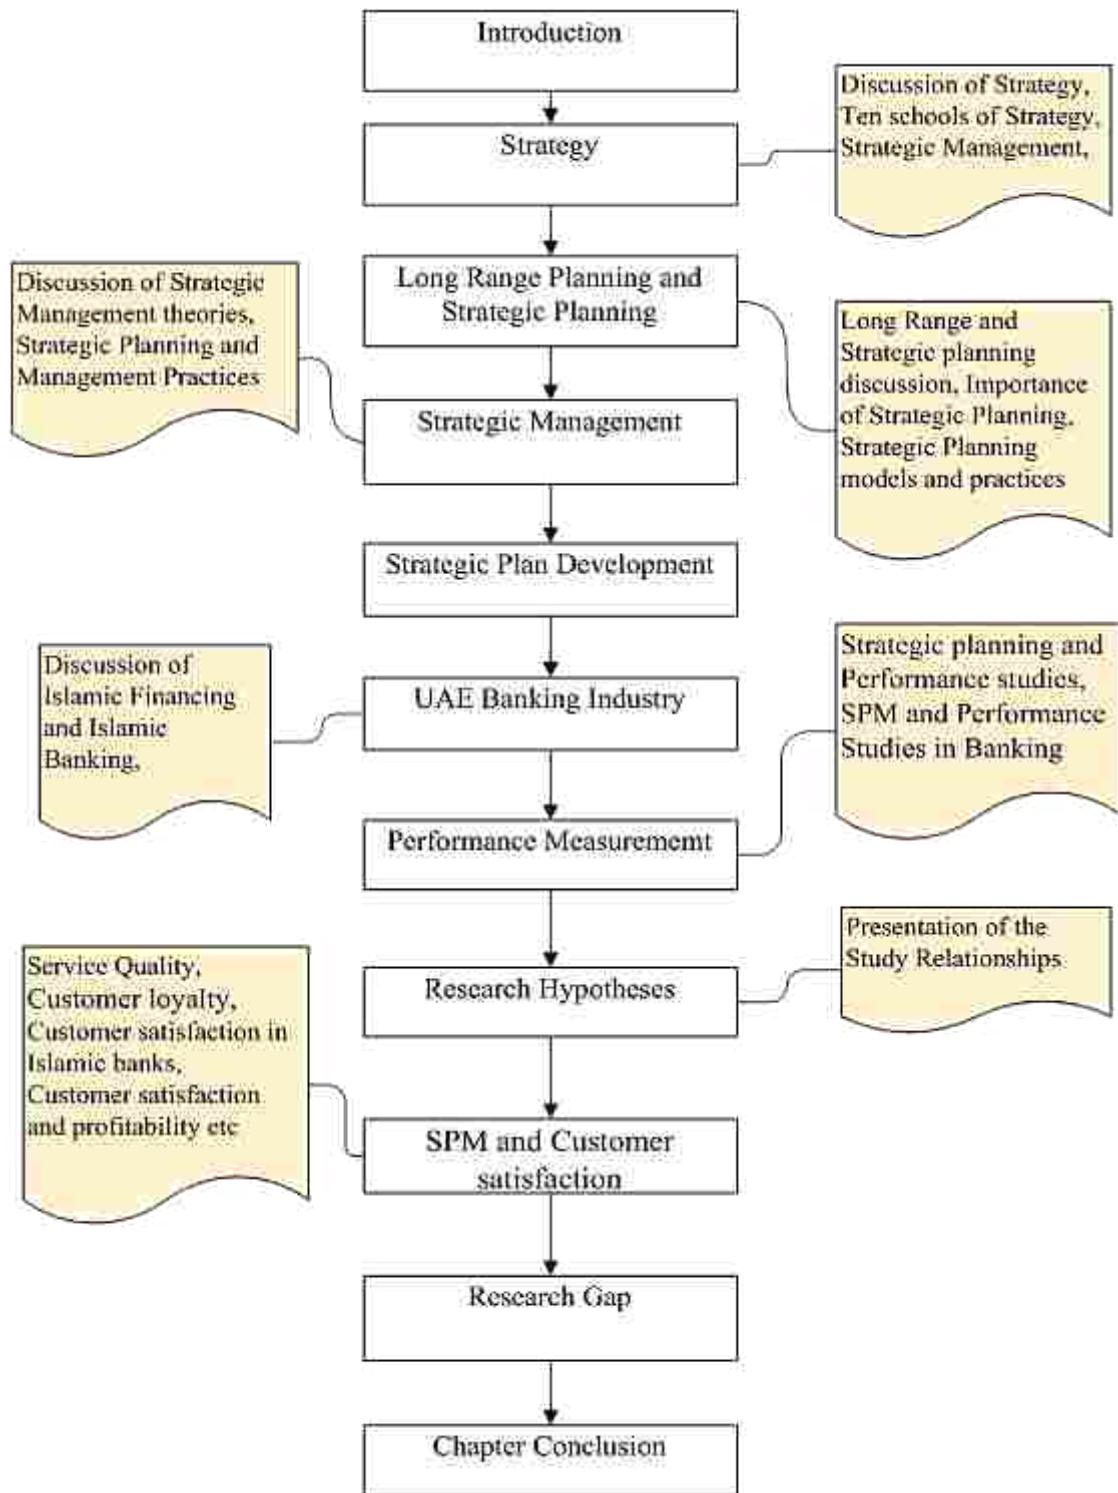 Introduction
Strategy
Discussion of Strategy,
Ten schools of Strategy,
Strategic Management,
Long Range Planning and
Strategic Planning
Discussion of Strategic
Management theories,
Strategic Planning and
Management Practices
Long Range and
Strategic planning
discussion, Importance
of Strategic Planning,
Strategic Planning
models and practices
Strategic Management
Strategic Plan Development
Discussion of
Islamic Financing
and Islamic
Banking,
UAE Banking Industry
Strategic planning and
Performance studies,
SPM and Performance
Studies in Banking
Performance Measurememt
Presentation of the
Study Relationships
Research Hypotheses
Service Quality,
Customer loyalty,
Customer satisfaction in
Islamic banks,
Customer satisfaction
and profitability etc
SPM and Customer
satisfaction
Research Gap
Chapter Conclusion